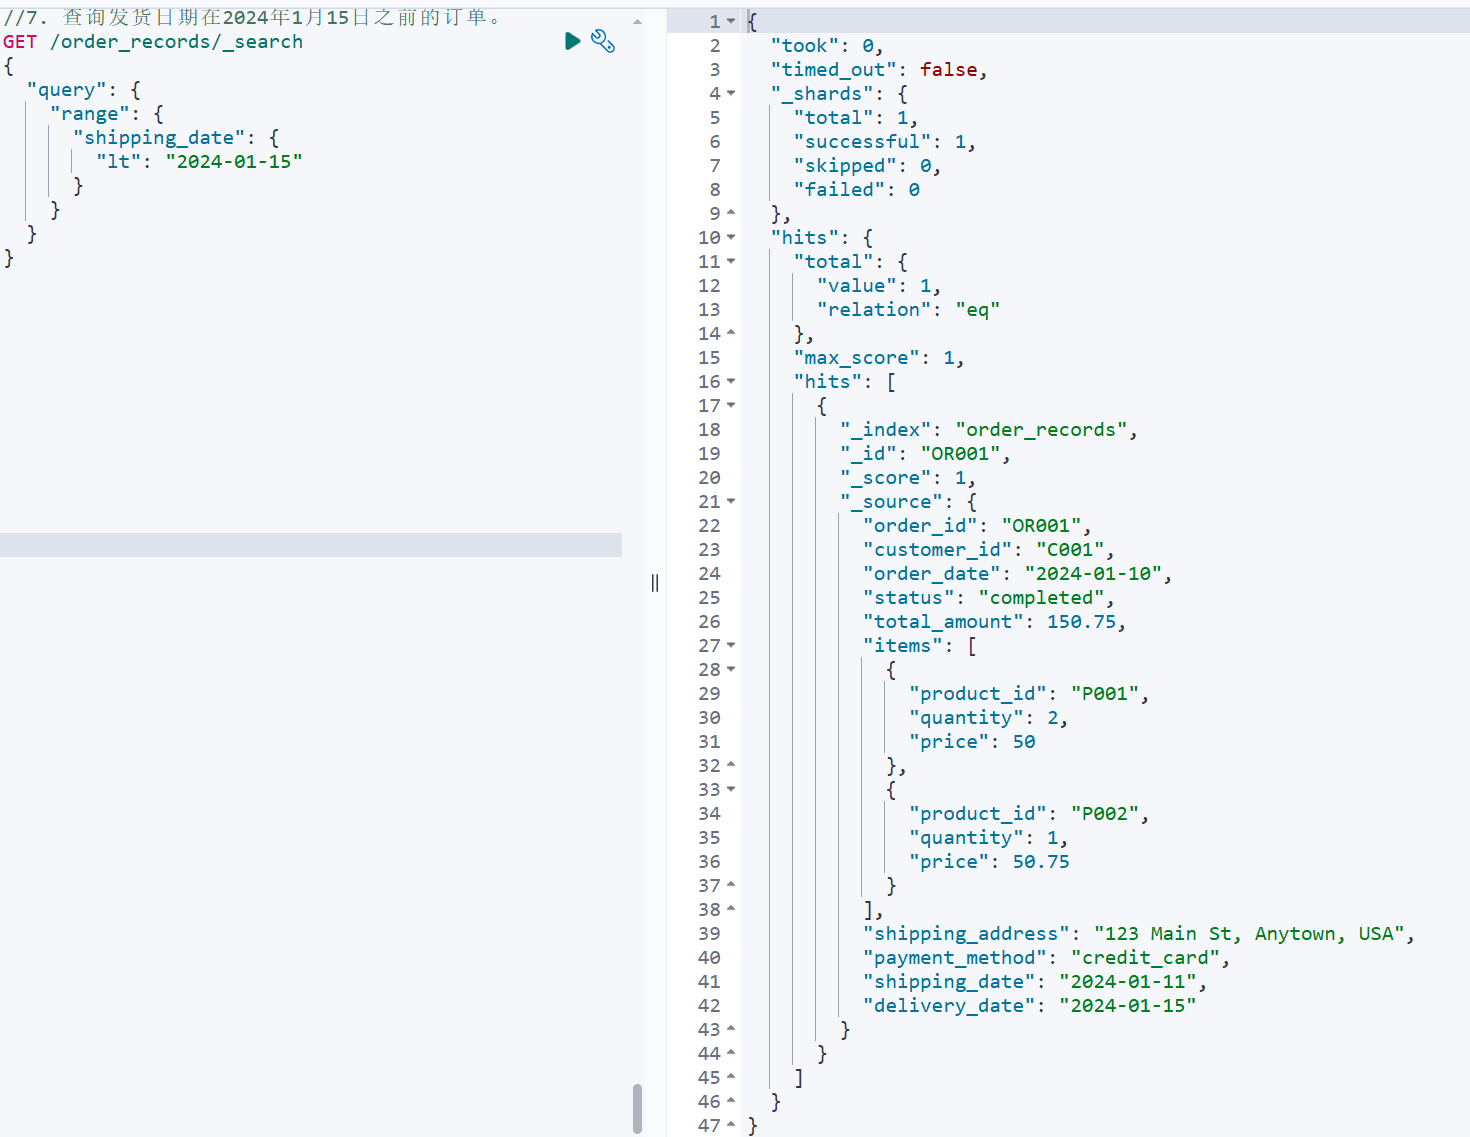 //7. 查询发货日期在2024年1月15日之前的订单。
GET /order_records/_search
{
  "query": {
    "range": {
      "shipping_date": {
        "lt": "2024-01-15"
      }
    }
  }
}
1 {
2   "took": 0,
3   "timed_out": false,
4   "_shards": {
5     "total": 1,
6     "successful": 1,
7     "skipped": 0,
8     "failed": 0
9   },
10   "hits": {
11     "total": {
12       "value": 1,
13       "relation": "eq"
14     },
15     "max_score": 1,
16     "hits": [
17       {
18         "_index": "order_records",
19         "_id": "OR001",
20         "_score": 1,
21         "_source": {
22           "order_id": "OR001",
23           "customer_id": "C001",
24           "order_date": "2024-01-10",
25           "status": "completed",
26           "total_amount": 150.75,
27           "items": [
28             {
29               "product_id": "P001",
30               "quantity": 2,
31               "price": 50
32             },
33             {
34               "product_id": "P002",
35               "quantity": 1,
36               "price": 50.75
37             }
38           ],
39           "shipping_address": "123 Main St, Anytown, USA",
40           "payment_method": "credit_card",
41           "shipping_date": "2024-01-11",
42           "delivery_date": "2024-01-15"
43         }
44       }
45     ]
46   }
47 }